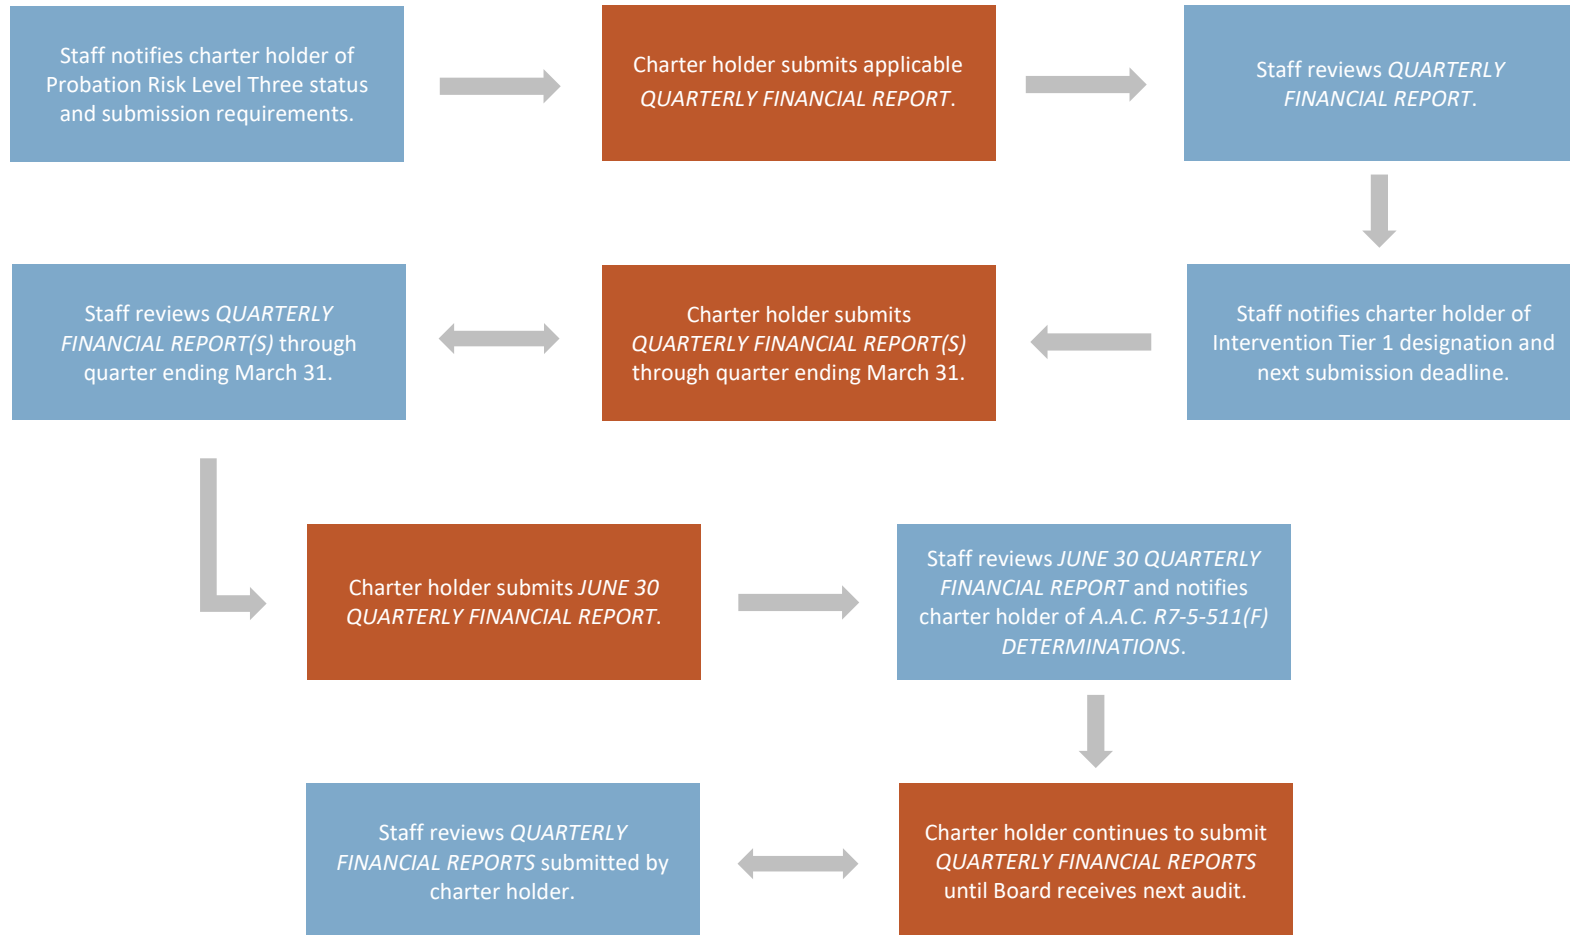 Staff notifies charter holder of
Probation Risk Level Three status
and submission requirements.
Charter holder submits applicable
QUARTERLY FINANCIAL REPORT.
Staff reviews QUARTERLY
FINANCIAL REPORT.
Staff notifies charter holder of
Intervention Tier 1 designation and
next submission deadline.
Charter holder submits
QUARTERLY FINANCIAL REPORT(S)
through quarter ending March 31.
Staff reviews QUARTERLY
FINANCIAL REPORT(S) through
quarter ending March 31.
Charter holder submits JUNE 30
QUARTERLY FINANCIAL REPORT.
Staff reviews JUNE 30 QUARTERLY
FINANCIAL REPORT and notifies
charter holder of A.A.C. R7-5-511(F)
DETERMINATIONS.
Charter holder continues to submit
QUARTERLY FINANCIAL REPORTS
until Board receives next audit.
Staff reviews QUARTERLY
FINANCIAL REPORTS submitted by
charter holder.